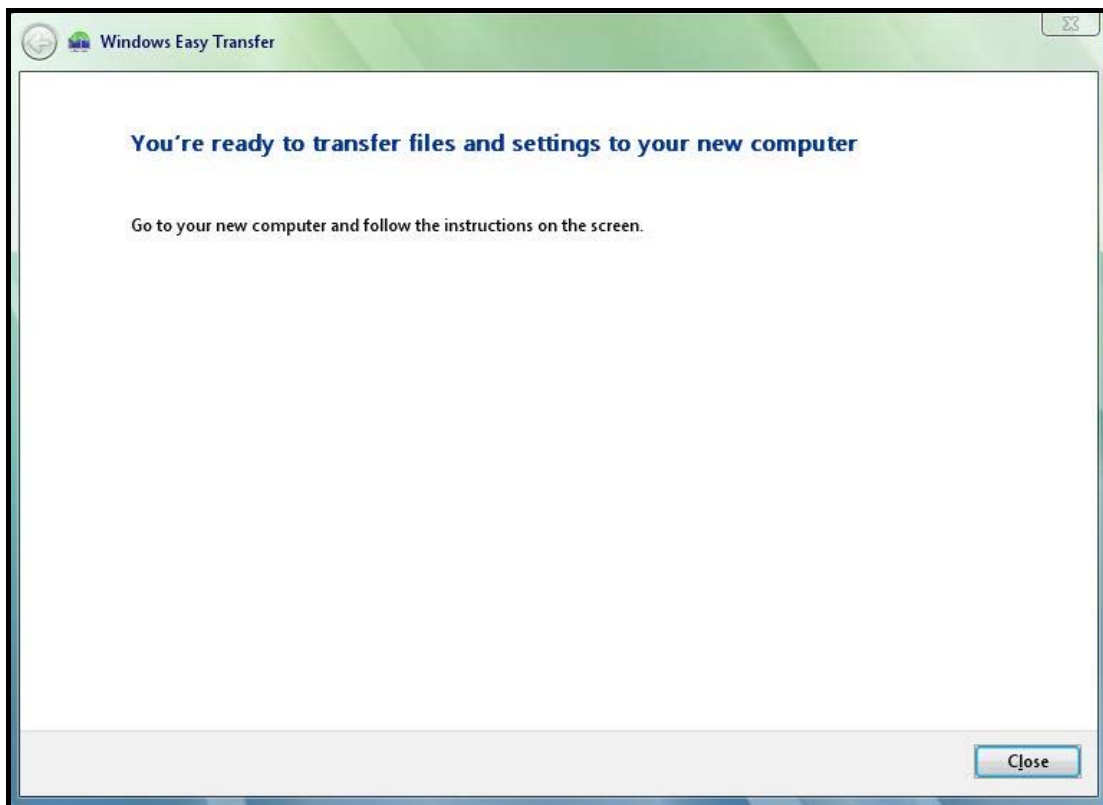 Windows Easy Transfer
You're ready to transfer files and settings to your new computer
Go to your new computer and follow the instructions on the screen.
Close